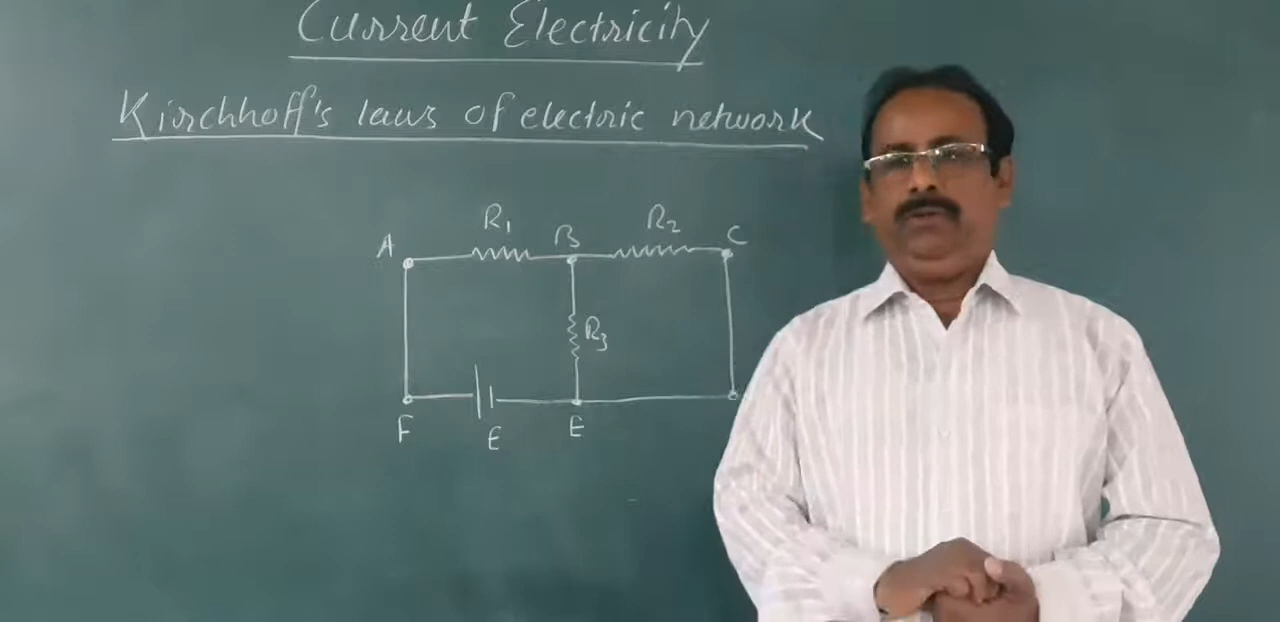 Current Electricity
Kirchhoff's laws of electric network
R₁ R₂
A B C
R₃
F E E